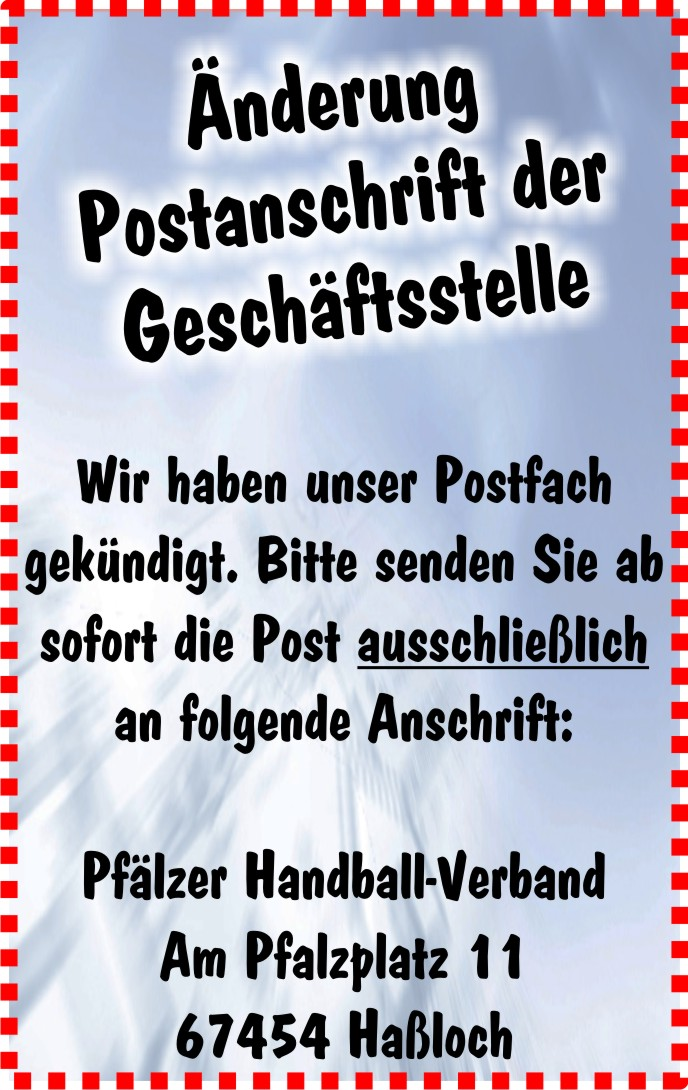 Änderung
Postanschrift der
Geschäftsstelle
Wir haben unser Postfach
gekündigt. Bitte senden Sie ab
sofort die Post ausschließlich
an folgende Anschrift:
Pfälzer Handball-Verband
Am Pfalzplatz 11
67454 Haßloch